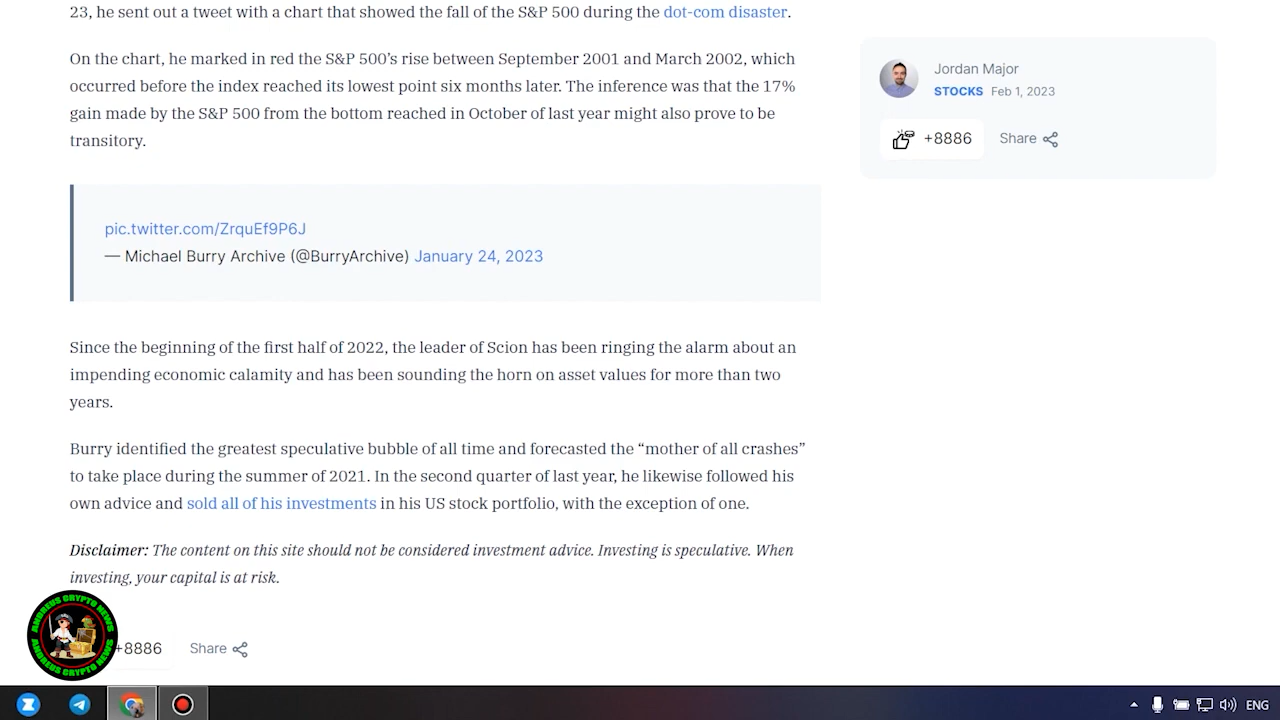 23, he sent out a tweet with a chart that showed the fall of the S&P 500 during the dot-com disaster.
On the chart, he marked in red the S&P 500’s rise between September 2001 and March 2002, which
occurred before the index reached its lowest point six months later. The inference was that the 17%
gain made by the S&P 500 from the bottom reached in October of last year might also prove to be
transitory.
pic.twitter.com/ZrquEf9P6J
— Michael Burry Archive (@BurryArchive) January 24, 2023
Since the beginning of the first half of 2022, the leader of Scion has been ringing the alarm about an
impending economic calamity and has been sounding the horn on asset values for more than two
years.
Burry identified the greatest speculative bubble of all time and forecasted the “mother of all crashes”
to take place during the summer of 2021. In the second quarter of last year, he likewise followed his
own advice and sold all of his investments in his US stock portfolio, with the exception of one.
Disclaimer: The content on this site should not be considered investment advice. Investing is speculative. When
investing, your capital is at risk.
+8886 Share
Jordan Major
STOCKS Feb 1, 2023
+8886 Share
ANDREUS CRYPTO NEWS
ANDREUS CRYPTO NEWS
ENG